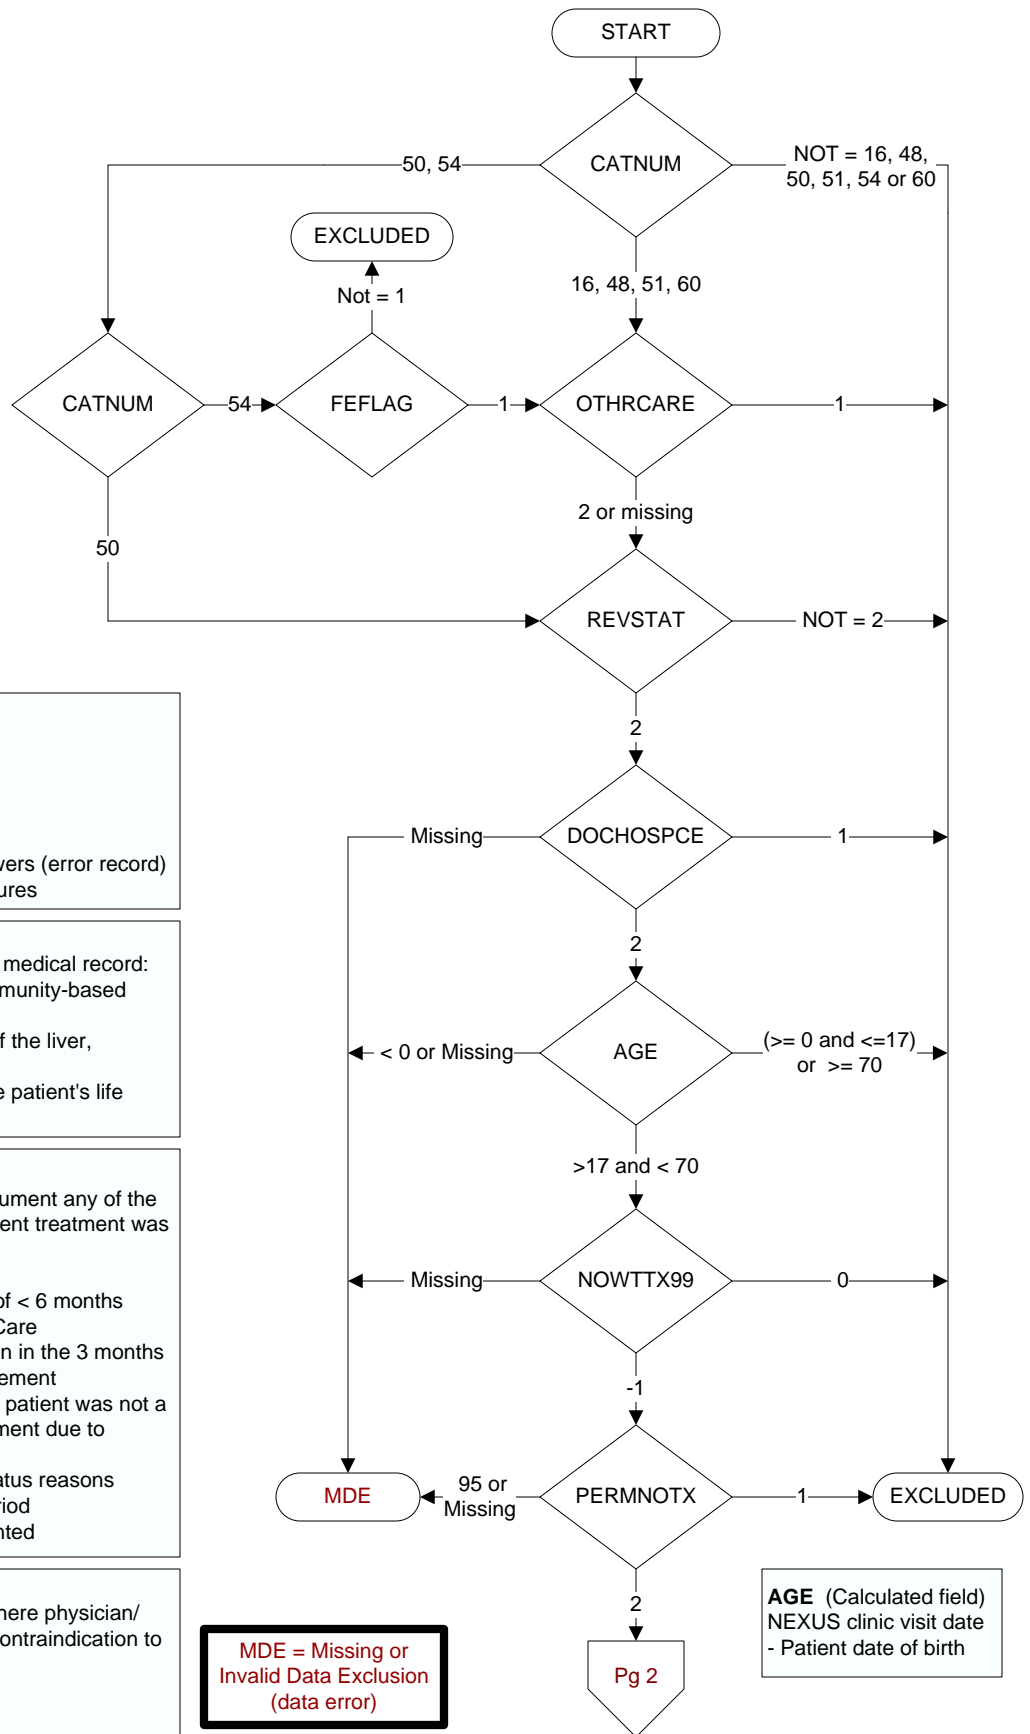 START
CATNUM
50, 54
NOT = 16, 48,
50, 51, 54 or 60
EXCLUDED
16, 48, 51, 60
Not = 1
CATNUM
54
FEFLAG
1
OTHRCARE
1
2 or missing
50
REVSTAT
NOT = 2
2
Missing
DOCHOSPCE
1
2
< 0 or Missing
AGE
(>= 0 and <=17)
or >= 70
>17 and < 70
Missing
NOWTTX99
0
-1
MDE
95 or
Missing
PERMNOTX
1
EXCLUDED
2
Pg 2
AGE (Calculated field)
NEXUS clinic visit date
- Patient date of birth
MDE = Missing or
Invalid Data Exclusion
(data error)
wers (error record)
ures
medical record:
munity-based
f the liver,
e patient's life
ument any of the
ent treatment was
of < 6 months
Care
n in the 3 months
ement
patient was not a
ment due to
atus reasons
riod
nted
here physician/
contraindication to